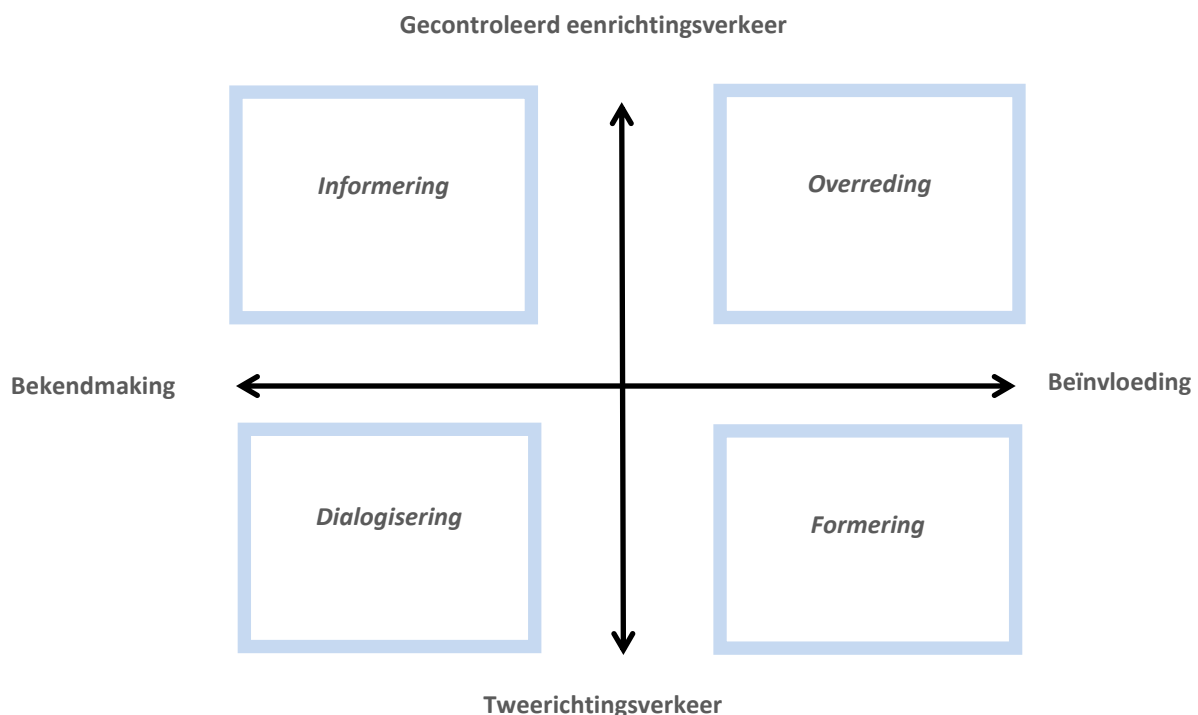 Gecontroleerd eenrichtingsverkeer
Informering
Overreding
Bekendmaking
Beïnvloeding
Dialogisering
Formering
Tweerichtingsverkeer